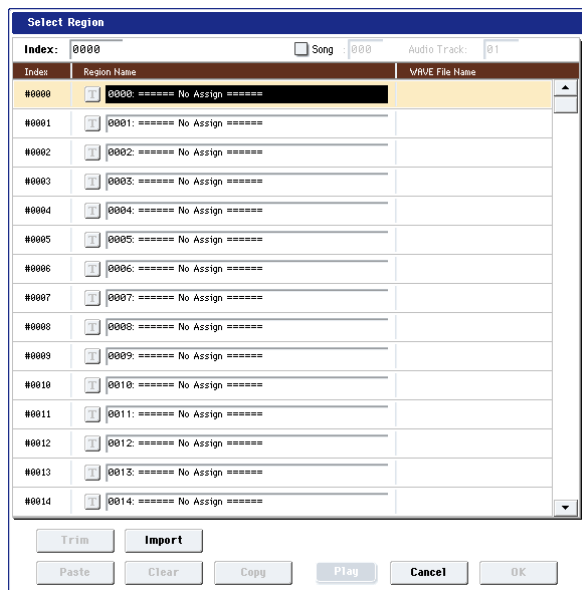 Select Region
Index: 0000 Song : 000 Audio Track: 01
Index Region Name WAVE File Name
#0000 T 0000: ====== No Assign ======
#0001 T 0001: ====== No Assign ======
#0002 T 0002: ====== No Assign ======
#0003 T 0003: ====== No Assign ======
#0004 T 0004: ====== No Assign ======
#0005 T 0005: ====== No Assign ======
#0006 T 0006: ====== No Assign ======
#0007 T 0007: ====== No Assign ======
#0008 T 0008: ====== No Assign ======
#0009 T 0009: ====== No Assign ======
#0010 T 0010: ====== No Assign ======
#0011 T 0011: ====== No Assign ======
#0012 T 0012: ====== No Assign ======
#0013 T 0013: ====== No Assign ======
#0014 T 0014: ====== No Assign ======
Trim Import
Paste Clear Copy Play Cancel OK